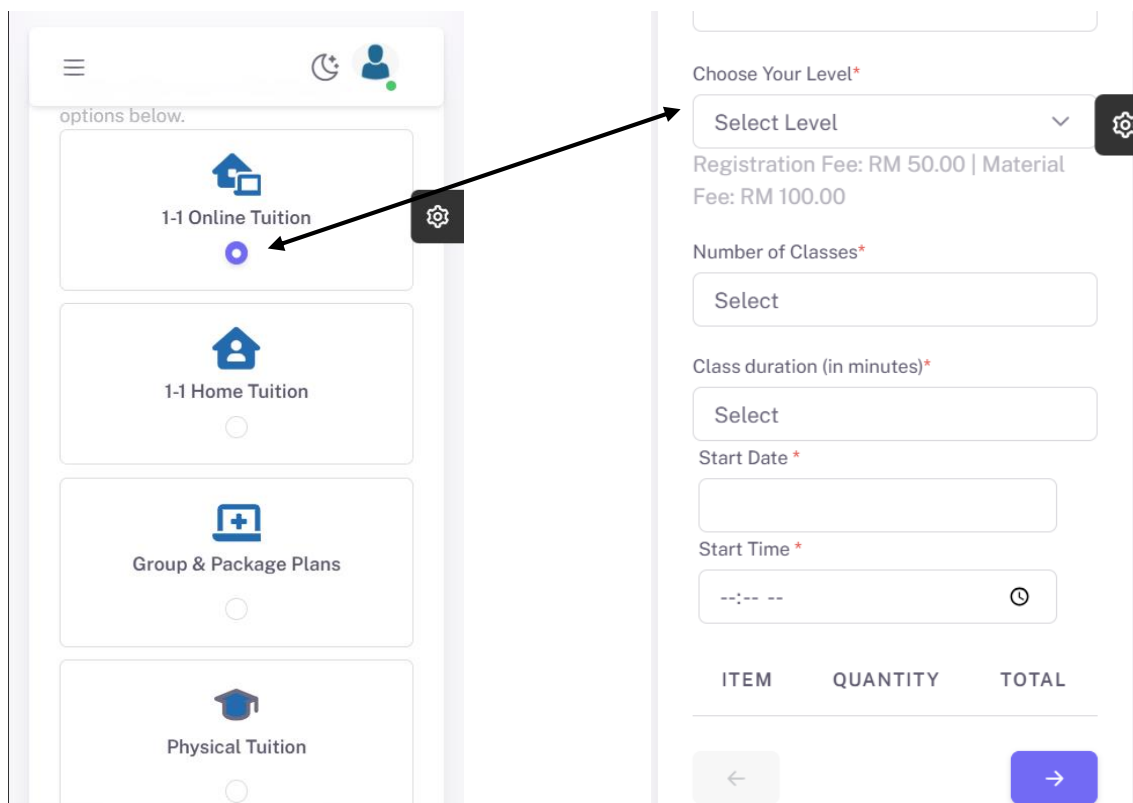 options below.
1-1 Online Tuition
1-1 Home Tuition
Group & Package Plans
Physical Tuition
Choose Your Level*
Select Level
Registration Fee: RM 50.00 | Material
Fee: RM 100.00
Number of Classes*
Select
Class duration (in minutes)*
Select
Start Date *
Start Time *
--:-- --
ITEM QUANTITY TOTAL